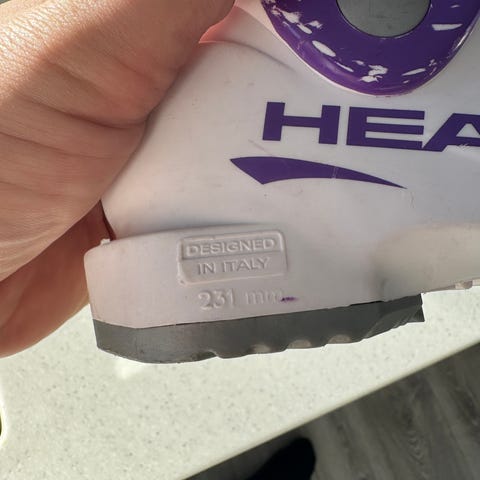 HEA
DESIGNED
IN ITALY
231 mm